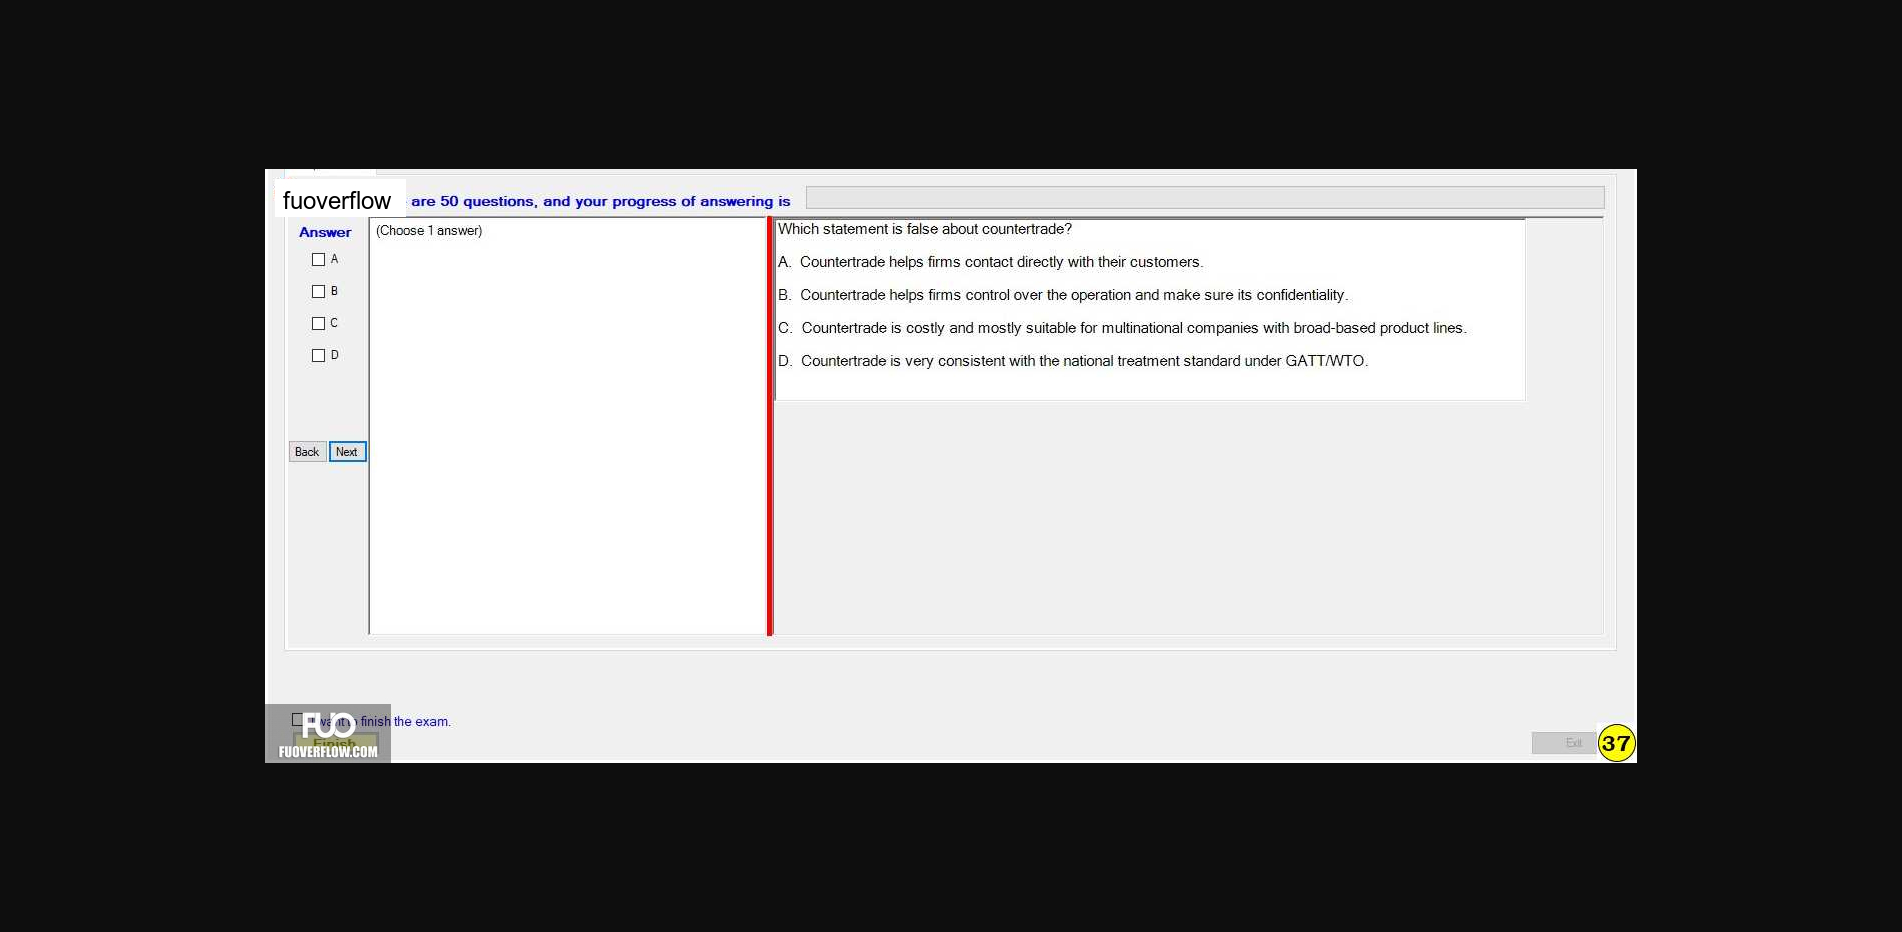 fuoverflow are 50 questions, and your progress of answering is
Answer
(Choose 1 answer)
A
B
C
D
Back Next
Which statement is false about countertrade?
A. Countertrade helps firms contact directly with their customers.
B. Countertrade helps firms control over the operation and make sure its confidentiality.
C. Countertrade is costly and mostly suitable for multinational companies with broad-based product lines.
D. Countertrade is very consistent with the national treatment standard under GATT/WTO.
I want to finish the exam.
FUO
Finish
FUOVERFLOW.COM
Exit
37